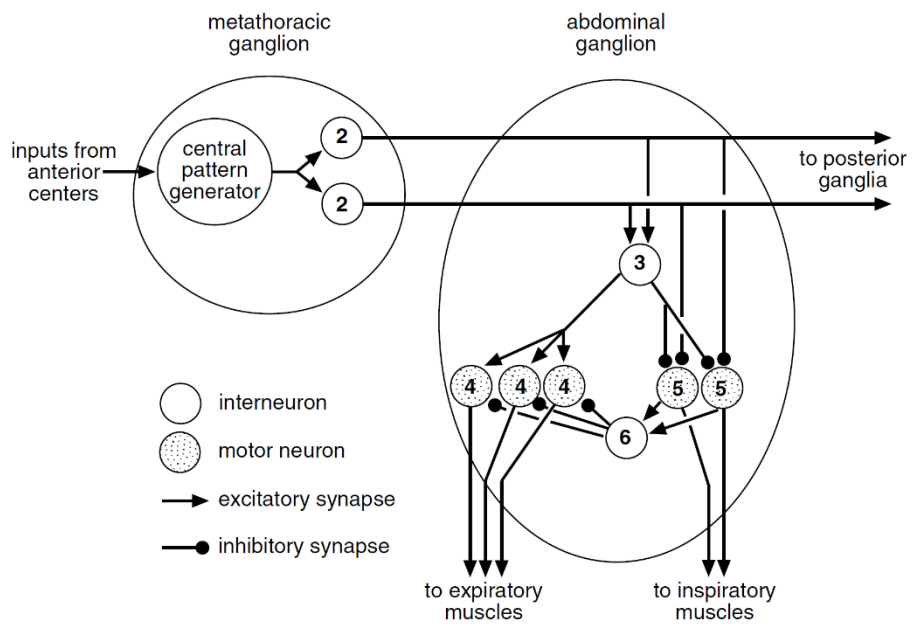 metathoracic
ganglion
abdominal
ganglion
inputs from
anterior
centers
central
pattern
generator
2
2
to posterior
ganglia
3
4
4
4
5
5
6
interneuron
motor neuron
excitatory synapse
inhibitory synapse
to expiratory
muscles
to inspiratory
muscles